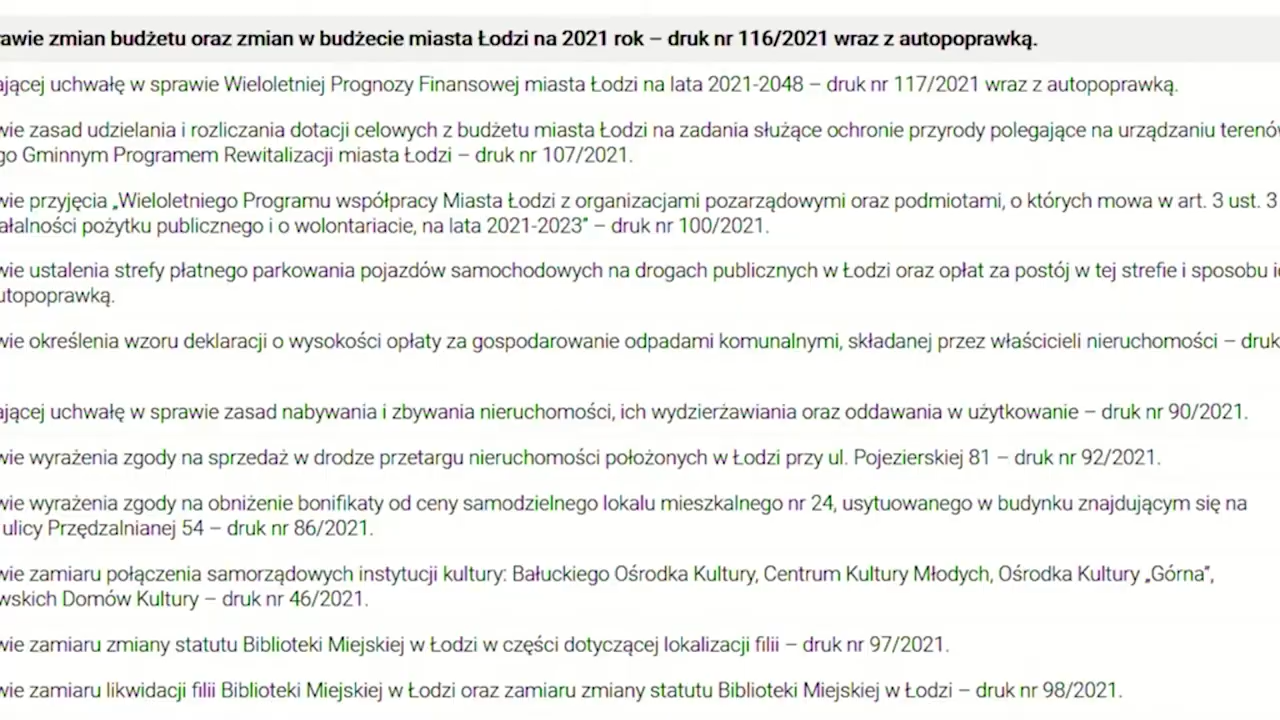 awie zmian budżetu oraz zmian w budżecie miasta Łodzi na 2021 rok – druk nr 116/2021 wraz z autopoprawką.
ającej uchwałę w sprawie Wieloletniej Prognozy Finansowej miasta Łodzi na lata 2021-2048 – druk nr 117/2021 wraz z autopoprawką.
wie zasad udzielania i rozliczania dotacji celowych z budżetu miasta Łodzi na zadania służące ochronie przyrody polegające na urządzaniu terenów
go Gminnym Programem Rewitalizacji miasta Łodzi – druk nr 107/2021.
wie przyjęcia „Wieloletniego Programu współpracy Miasta Łodzi z organizacjami pozarządowymi oraz podmiotami, o których mowa w art. 3 ust. 3
ałalności pożytku publicznego i o wolontariacie, na lata 2021-2023” – druk nr 100/2021.
wie ustalenia strefy płatnego parkowania pojazdów samochodowych na drogach publicznych w Łodzi oraz opłat za postój w tej strefie i sposobu ic
utopoprawką.
wie określenia wzoru deklaracji o wysokości opłaty za gospodarowanie odpadami komunalnymi, składanej przez właścicieli nieruchomości – druk
ającej uchwałę w sprawie zasad nabywania i zbywania nieruchomości, ich wydzierżawiania oraz oddawania w użytkowanie – druk nr 90/2021.
wie wyrażenia zgody na sprzedaż w drodze przetargu nieruchomości położonych w Łodzi przy ul. Pojezierskiej 81 – druk nr 92/2021.
wie wyrażenia zgody na obniżenie bonifikaty od ceny samodzielnego lokalu mieszkalnego nr 24, usytuowanego w budynku znajdującym się na
ulicy Przędzalnianej 54 – druk nr 86/2021.
wie zamiaru połączenia samorządowych instytucji kultury: Bałuckiego Ośrodka Kultury, Centrum Kultury Młodych, Ośrodka Kultury „Górna”,
wskich Domów Kultury – druk nr 46/2021.
wie zamiaru zmiany statutu Biblioteki Miejskiej w Łodzi w części dotyczącej lokalizacji filii – druk nr 97/2021.
wie zamiaru likwidacji filii Biblioteki Miejskiej w Łodzi oraz zamiaru zmiany statutu Biblioteki Miejskiej w Łodzi – druk nr 98/2021.